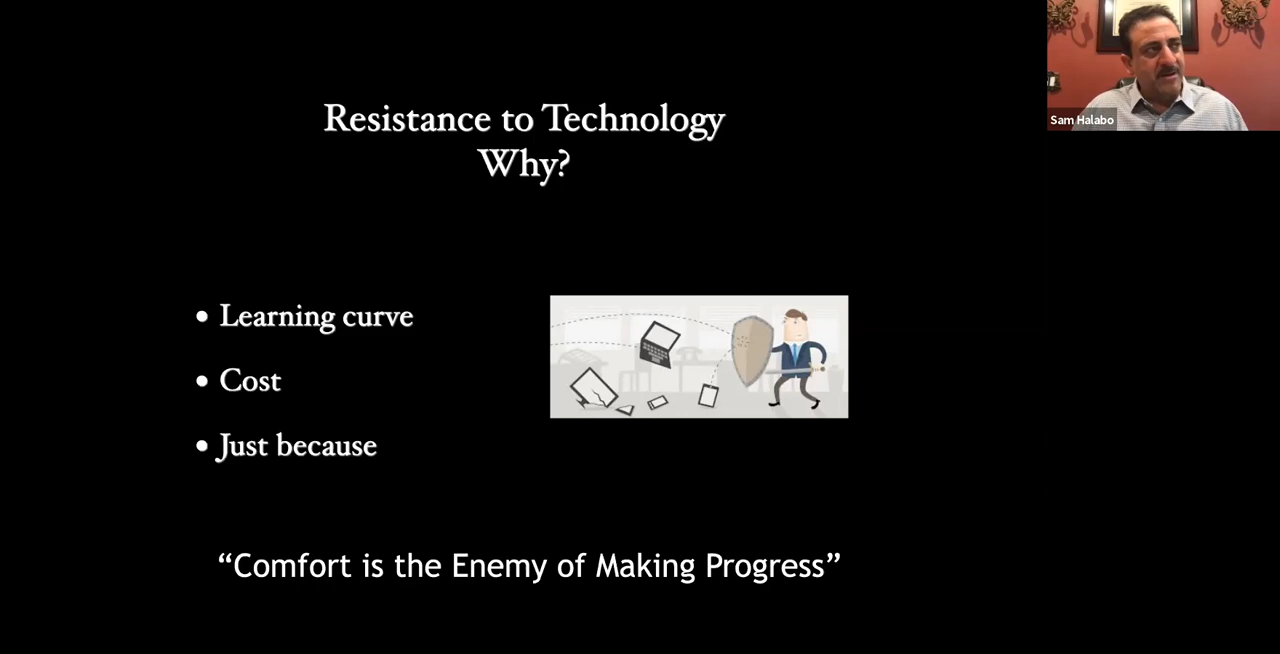 Resistance to Technology
Why?
• Learning curve
• Cost
• Just because
“Comfort is the Enemy of Making Progress”
Sam Halabo